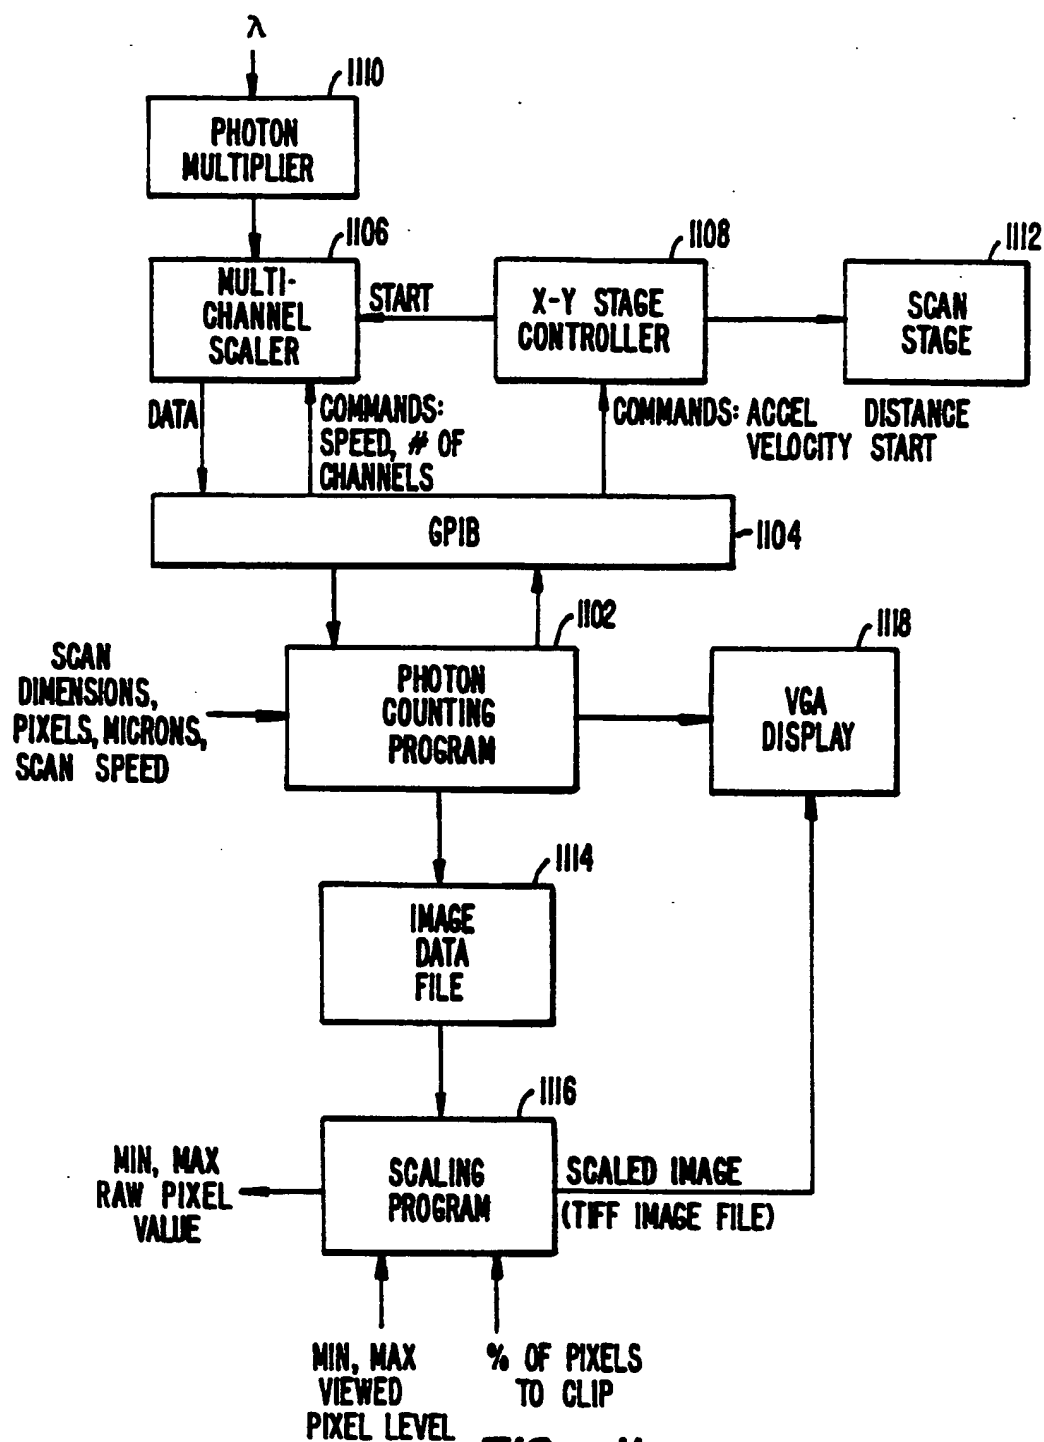 λ
1110
PHOTON
MULTIPLIER
1106
MULTI-
CHANNEL
SCALER
START
1108
X-Y STAGE
CONTROLLER
1112
SCAN
STAGE
DATA
COMMANDS:
SPEED, # OF
CHANNELS
COMMANDS: ACCEL DISTANCE
VELOCITY START
GPIB
1104
1102
PHOTON
COUNTING
PROGRAM
SCAN
DIMENSIONS,
PIXELS, MICRONS,
SCAN SPEED
1118
VGA
DISPLAY
1114
IMAGE
DATA
FILE
1116
SCALING
PROGRAM
MIN, MAX
RAW PIXEL
VALUE
SCALED IMAGE
(TIFF IMAGE FILE)
MIN, MAX
VIEWED
PIXEL LEVEL
% OF PIXELS
TO CLIP